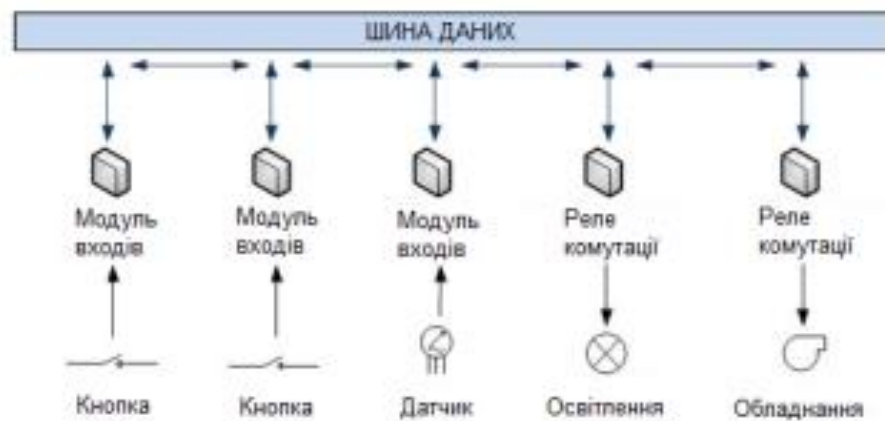 ШИНА ДАНИХ
Модуль входів
Модуль входів
Модуль входів
Реле комутації
Реле комутації
Кнопка
Кнопка
Датчик
Освітлення
Обладнання